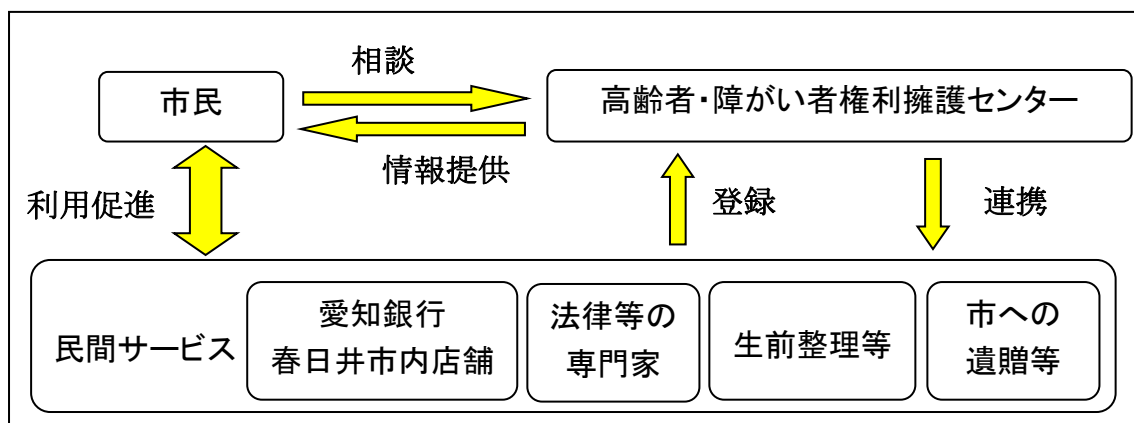 相談
市民
高齢者・障がい者権利擁護センター
情報提供
利用促進
登録
連携
民間サービス
愛知銀行
春日井市内店舗
法律等の
専門家
生前整理等
市への
遺贈等